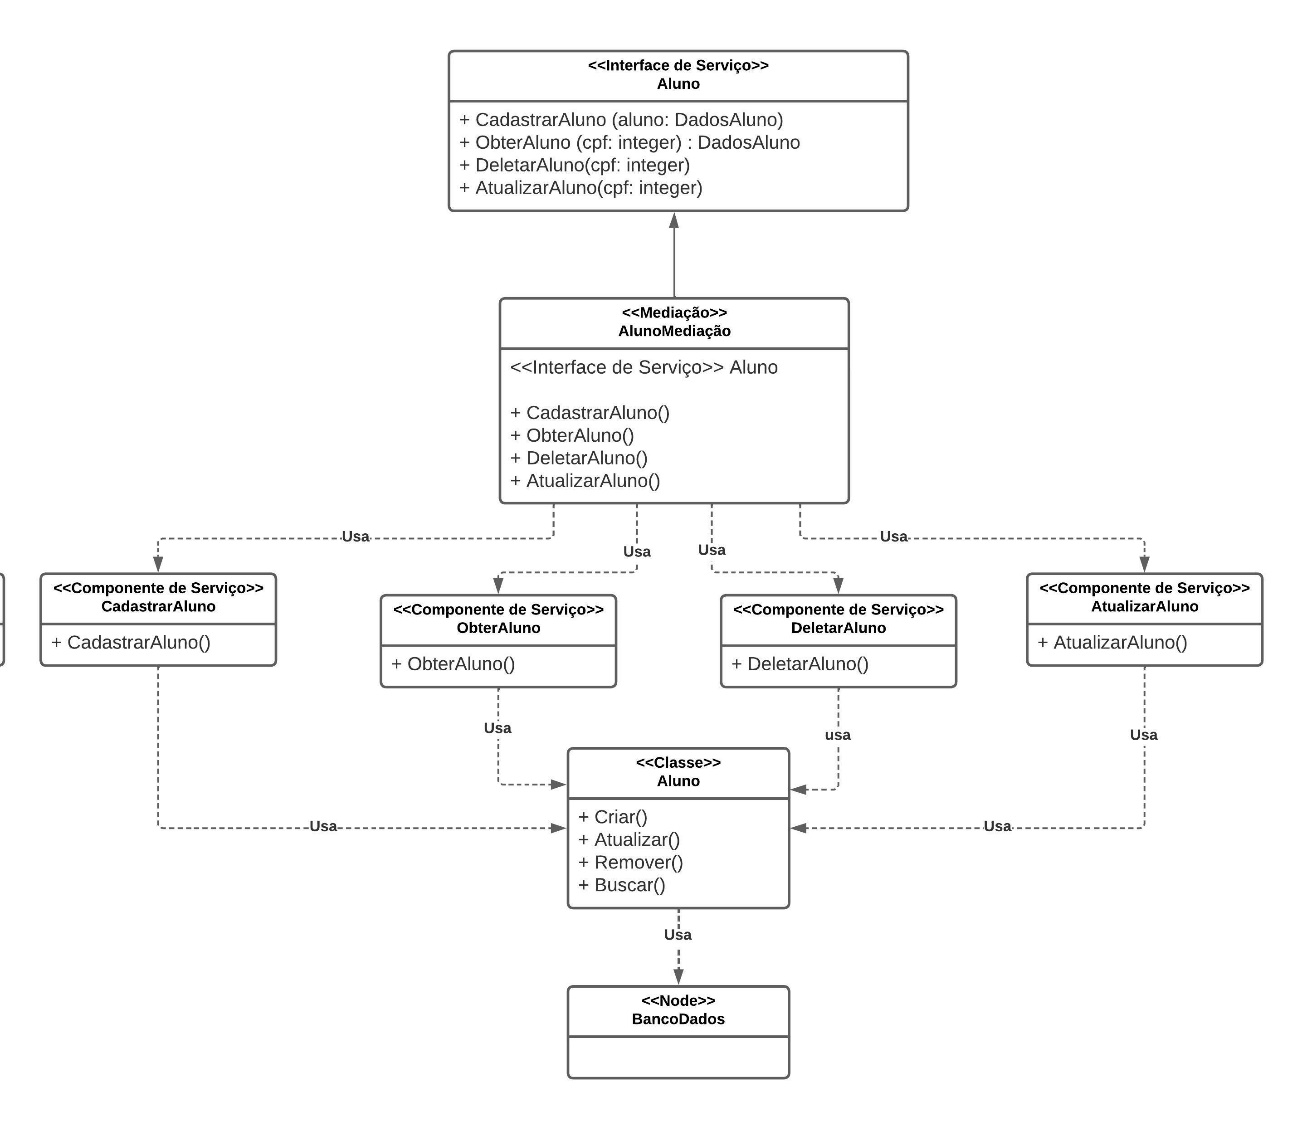 <<Interface de Serviço>>
Aluno
+ CadastrarAluno (aluno: DadosAluno)
+ ObterAluno (cpf: integer) : DadosAluno
+ DeletarAluno(cpf: integer)
+ AtualizarAluno(cpf: integer)
<<Mediação>>
AlunoMediação
<<Interface de Serviço>> Aluno
+ CadastrarAluno()
+ ObterAluno()
+ DeletarAluno()
+ AtualizarAluno()
Usa
Usa
Usa
Usa
<<Componente de Serviço>>
CadastrarAluno
+ CadastrarAluno()
<<Componente de Serviço>>
ObterAluno
+ ObterAluno()
<<Componente de Serviço>>
DeletarAluno
+ DeletarAluno()
<<Componente de Serviço>>
AtualizarAluno
+ AtualizarAluno()
Usa
usa
Usa
Usa
Usa
<<Classe>>
Aluno
+ Criar()
+ Atualizar()
+ Remover()
+ Buscar()
Usa
<<Node>>
BancoDados